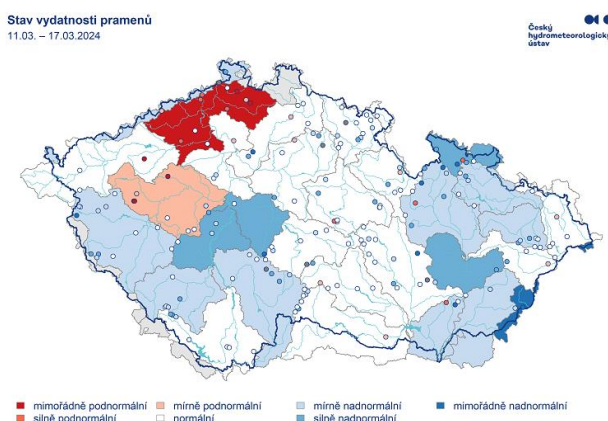 Stav vydatnosti pramenů
11.03. – 17.03.2024
Český
hydrometeorologický
ústav
mimořádně podnormální
mírně podnormální
mírně nadnormální
mimořádně nadnormální
silně podnormální
normální
silně nadnormální